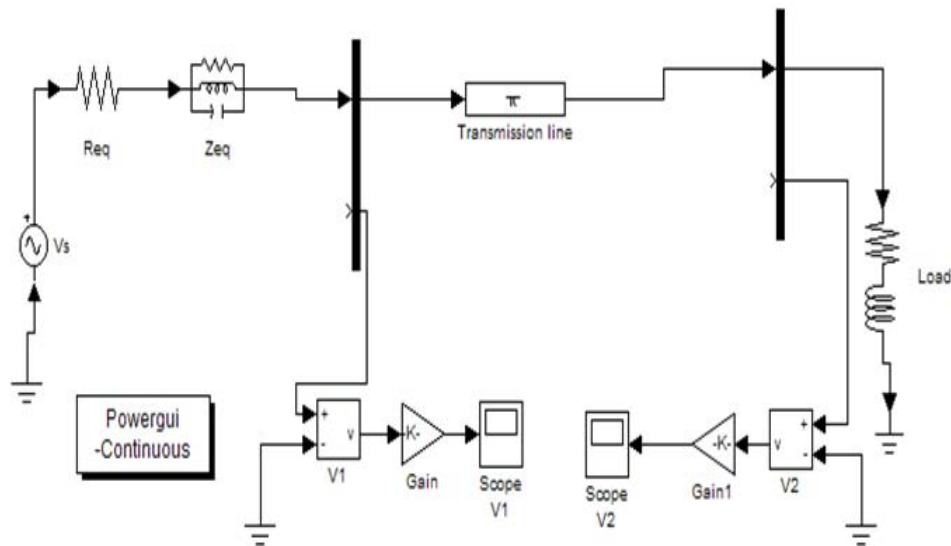 π
Transmission line
Req
Zeq
+
Vs
Load
Powergui
-Continuous
+
-
v
V1
-K-
Gain
Scope
V1
Scope
V2
-K-
Gain1
+
-
v
V2